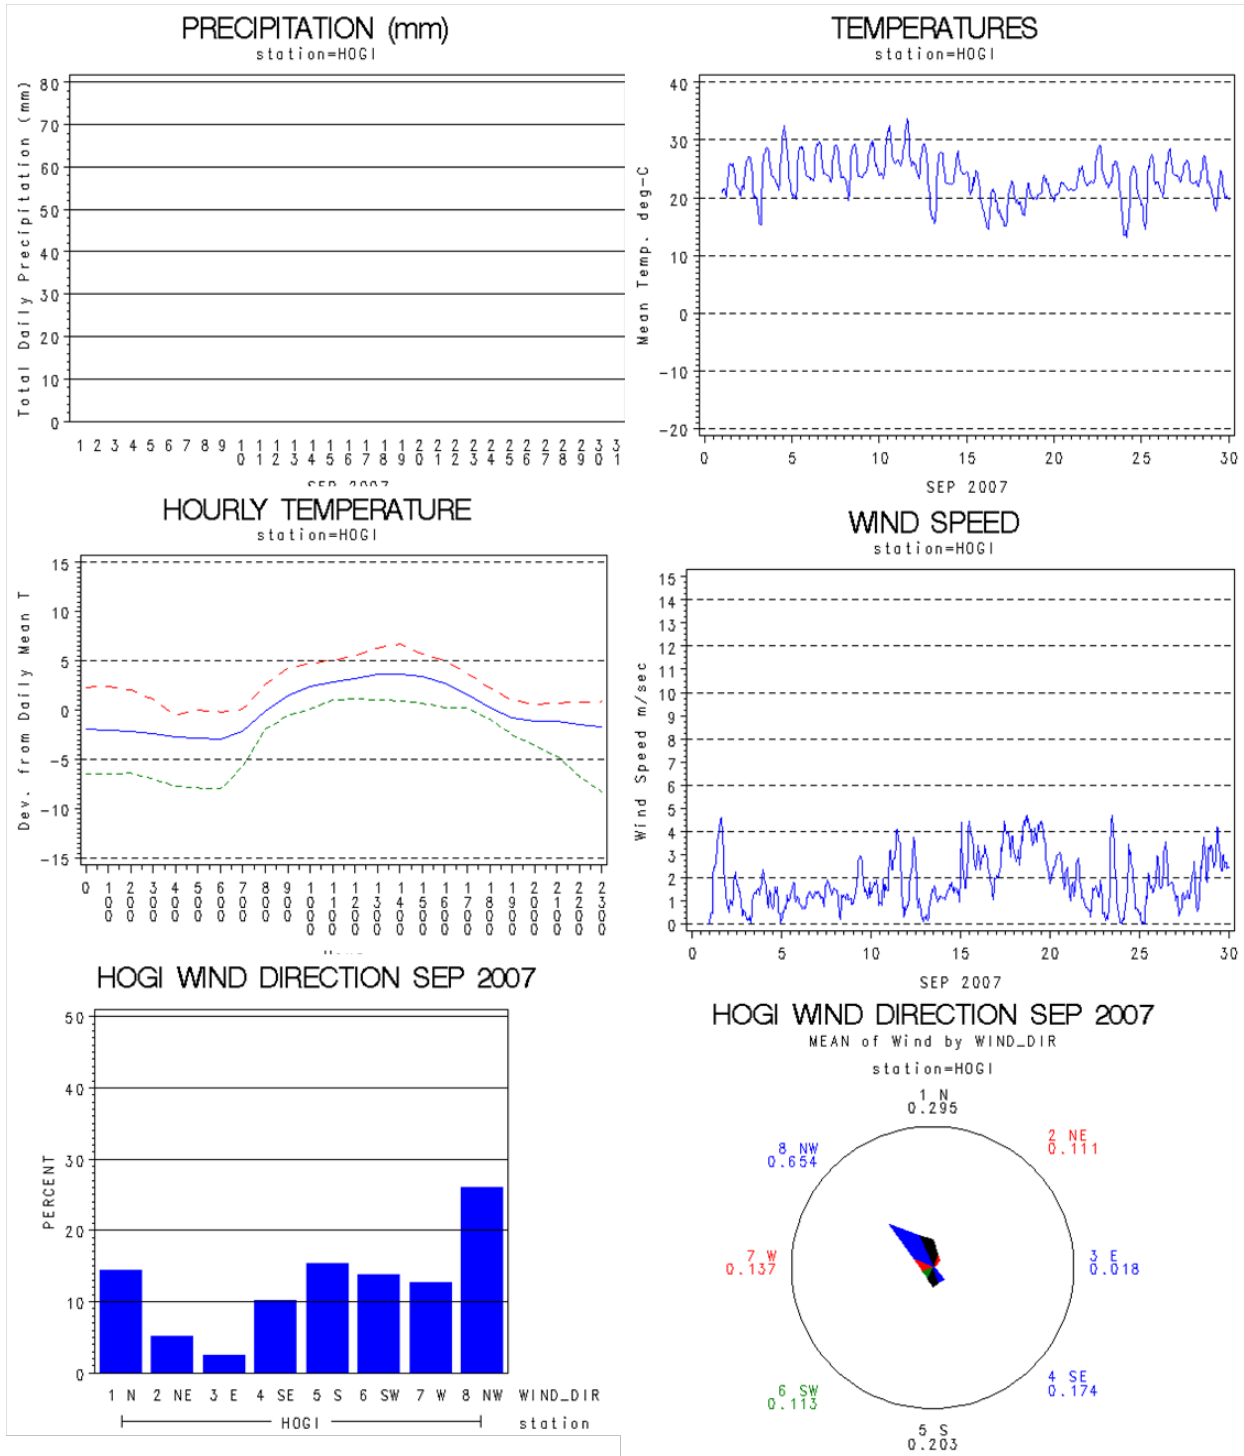 PRECIPITATION (mm)
station=HOGI
Total Daily Precipitation (mm)
80
70
60
50
40
30
20
10
0
1 2 3 4 5 6 7 8 9 10 11 12 13 14 15 16 17 18 19 20 21 22 23 24 25 26 27 28 29 30 31
SEP 2007
TEMPERATURES
station=HOGI
Mean Temp. deg-C
40
30
20
10
0
-10
-20
0 5 10 15 20 25 30
SEP 2007
HOURLY TEMPERATURE
station=HOGI
Dev. from Daily Mean T
15
10
5
0
-5
-10
-15
0 100 200 300 400 500 600 700 800 900 1000 1100 1200 1300 1400 1500 1600 1700 1800 1900 2000 2100 2200 2300
WIND SPEED
station=HOGI
Wind Speed m/sec
15
14
13
12
11
10
9
8
7
6
5
4
3
2
1
0
0 5 10 15 20 25 30
SEP 2007
HOGI WIND DIRECTION SEP 2007
PERCENT
50
40
30
20
10
0
1 N 2 NE 3 E 4 SE 5 S 6 SW 7 W 8 NW WIND_DIR
HOGI station
HOGI WIND DIRECTION SEP 2007
MEAN of Wind by WIND_DIR
station=HOGI
1 N
0.295
2 NE
0.111
8 NW
0.654
7 W
0.137
3 E
0.018
4 SE
0.174
6 SW
0.113
5 S
0.203